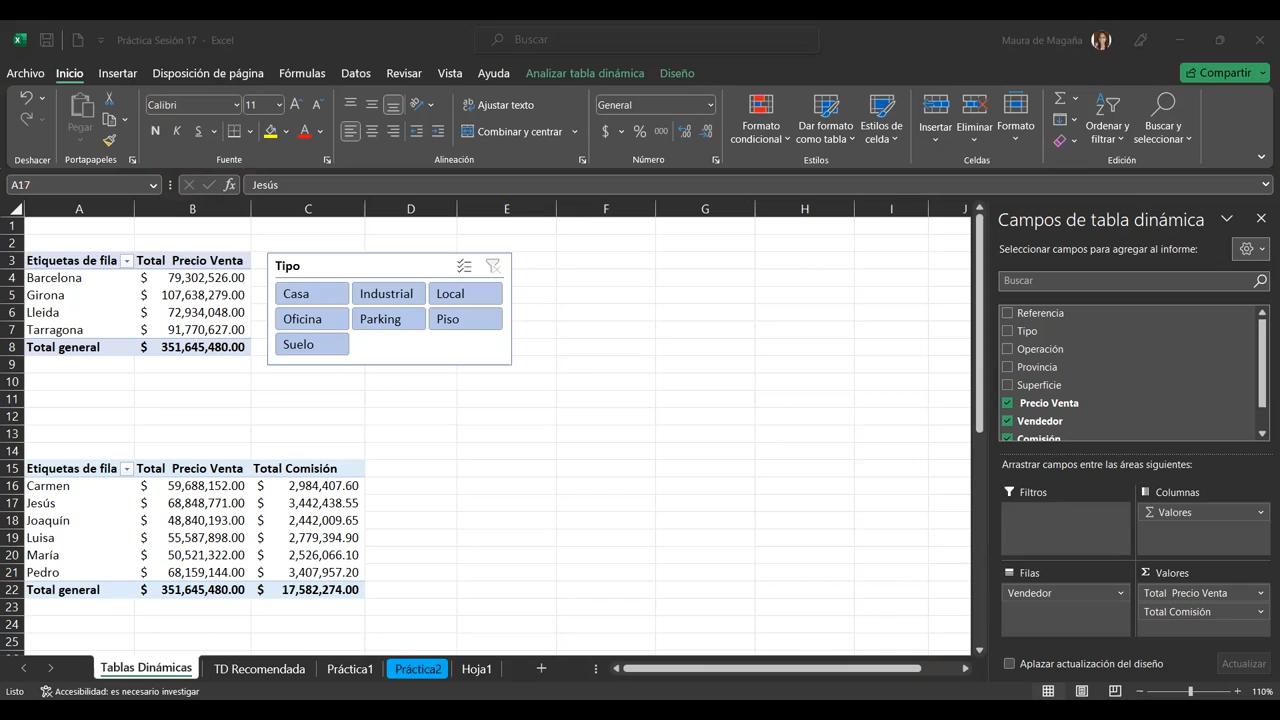 Práctica Sesión 17 - Excel
Buscar
Maura de Magaña
Archivo Inicio Insertar Disposición de página Fórmulas Datos Revisar Vista Ayuda Analizar tabla dinámica Diseño Compartir
Calibri 11 Ajustar texto General
Pegar N K S A Combinar y centrar $ % 000 Formato condicional Dar formato como tabla Estilos de celda Insertar Eliminar Formato Ordenar y filtrar Buscar y seleccionar
Deshacer Portapapeles Fuente Alineación Número Estilos Celdas Edición
A17 fx Jesús
A B C D E F G H I J
1
2
3 Etiquetas de fila Total Precio Venta
4 Barcelona $ 79,302,526.00
5 Girona $ 107,638,279.00
6 Lleida $ 72,934,048.00
7 Tarragona $ 91,770,627.00
8 Total general $ 351,645,480.00
9
10
11
12
13
14
15 Etiquetas de fila Total Precio Venta Total Comisión
16 Carmen $ 59,688,152.00 $ 2,984,407.60
17 Jesús $ 68,848,771.00 $ 3,442,438.55
18 Joaquín $ 48,840,193.00 $ 2,442,009.65
19 Luisa $ 55,587,898.00 $ 2,779,394.90
20 María $ 50,521,322.00 $ 2,526,066.10
21 Pedro $ 68,159,144.00 $ 3,407,957.20
22 Total general $ 351,645,480.00 $ 17,582,274.00
23
24
25
Tipo
Casa Industrial Local
Oficina Parking Piso
Suelo
Campos de tabla dinámica
Seleccionar campos para agregar al informe:
Buscar
Referencia
Tipo
Operación
Provincia
Superficie
Precio Venta
Vendedor
Comisión
Arrastrar campos entre las áreas siguientes:
Filtros Columnas
Σ Valores
Filas Σ Valores
Vendedor Total Precio Venta
Total Comisión
Aplazar actualización del diseño Actualizar
Tablas Dinámicas TD Recomendada Práctica1 Práctica2 Hoja1
Listo Accesibilidad: es necesario investigar 110%